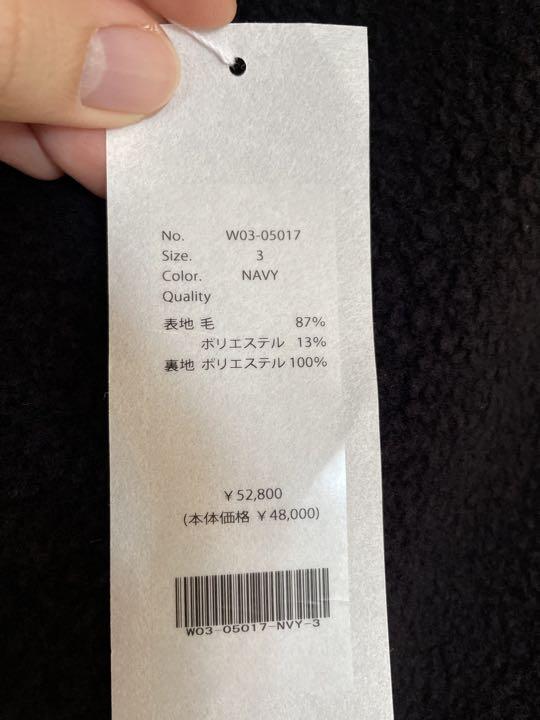 No. W03-05017
Size. 3
Color. NAVY
Quality
表地 毛 87%
ポリエステル 13%
裏地 ポリエステル 100%
￥52,800
(本体価格 ￥48,000)
W03-05017-NVY-3